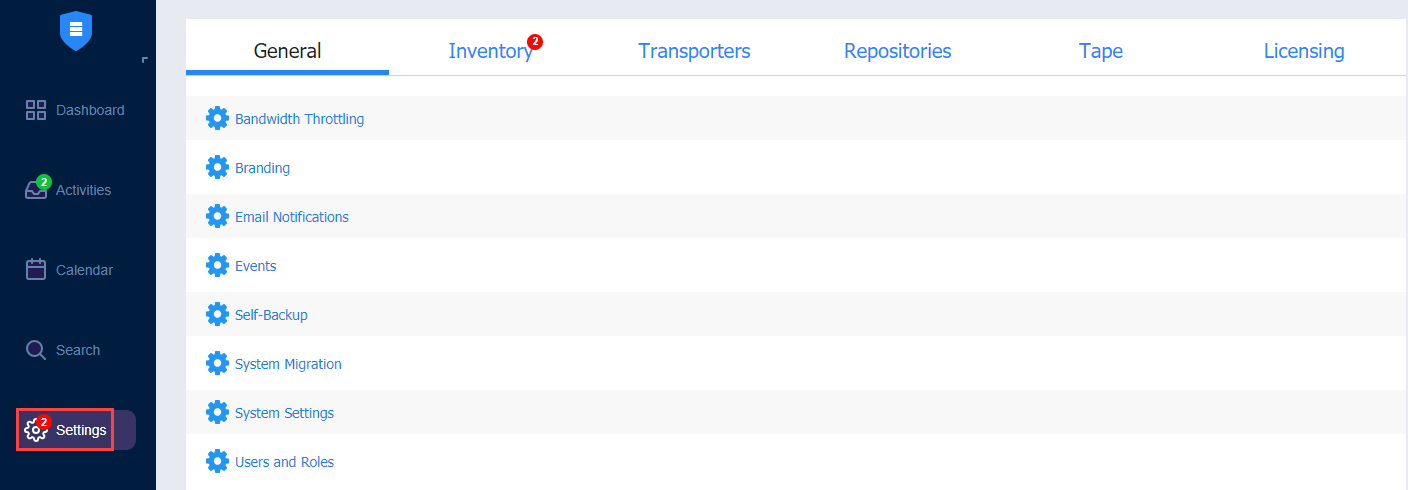 General
Inventory 2
Transporters
Repositories
Tape
Licensing
Dashboard
2 Activities
Calendar
Search
2 Settings
Bandwidth Throttling
Branding
Email Notifications
Events
Self-Backup
System Migration
System Settings
Users and Roles